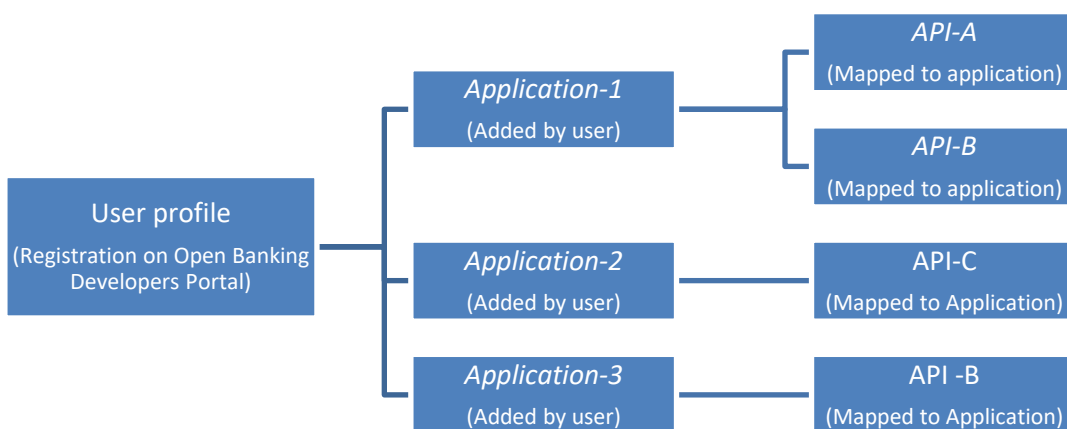 User profile
(Registration on Open Banking
Developers Portal)
Application-1
(Added by user)
API-A
(Mapped to application)
API-B
(Mapped to application)
Application-2
(Added by user)
API-C
(Mapped to Application)
Application-3
(Added by user)
API -B
(Mapped to Application)